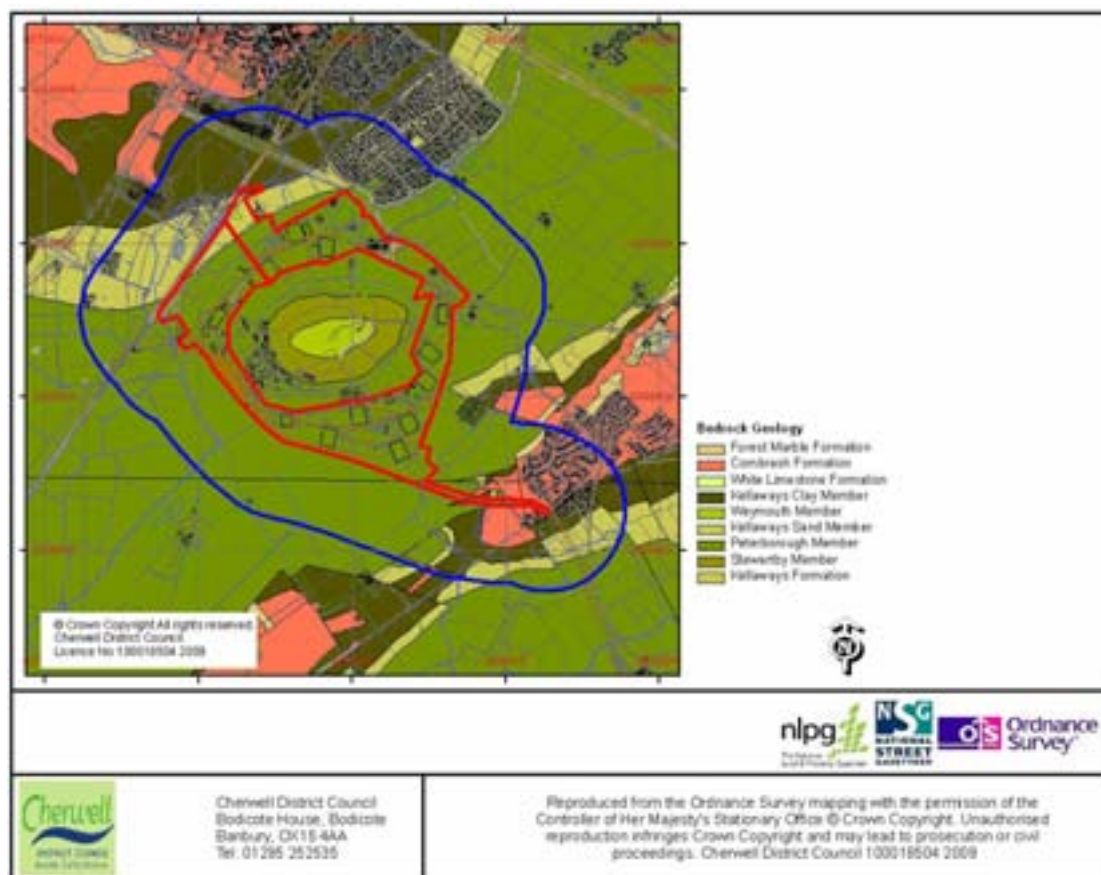 Bedrock Geology
Forest Marble Formation
Cornbrash Formation
White Limestone Formation
Kellaways Clay Member
Weymouth Member
Kellaways Sand Member
Peterborough Member
Stewartby Member
Kellaways Formation
© Crown Copyright All rights reserved.
Cherwell District Council
Licence No 100018504 2009
N
nlpg
NSG
NATIONAL
STREET
GAZETTEER
OS
Ordnance
Survey
Cherwell
DISTRICT COUNCIL
Cherwell District Council
Bodicote House, Bodicote
Banbury, OX15 4AA
Tel. 01295 252535
Reproduced from the Ordnance Survey mapping with the permission of the
Controller of Her Majesty's Stationary Office © Crown Copyright. Unauthorised
reproduction infringes Crown Copyright and may lead to prosecution or civil
proceedings. Cherwell District Council 100018504 2009